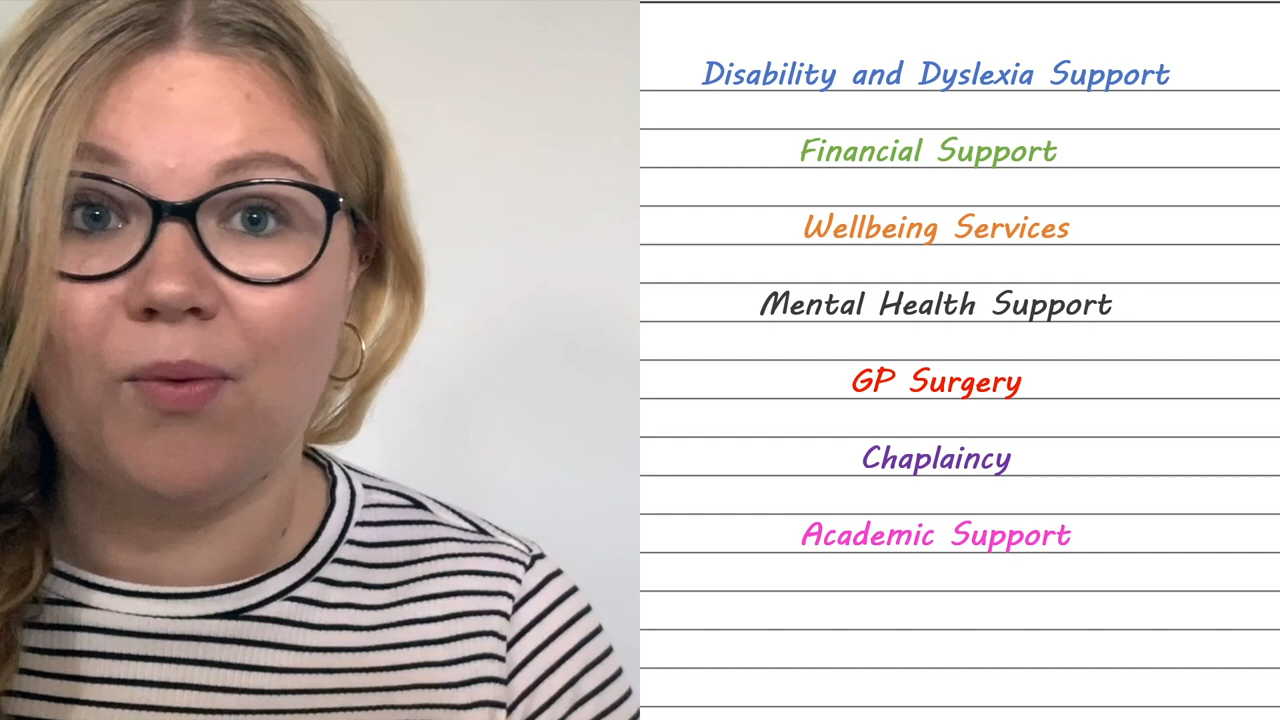 Disability and Dyslexia Support
Financial Support
Wellbeing Services
Mental Health Support
GP Surgery
Chaplaincy
Academic Support